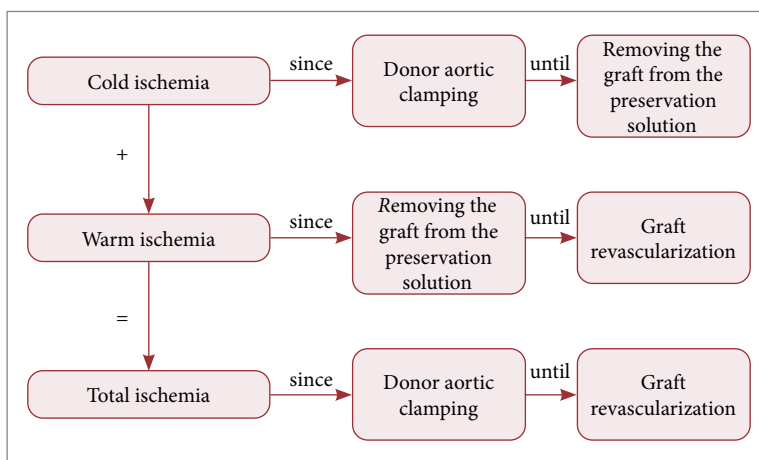 Cold ischemia
since
Donor aortic
clamping
until
Removing the
graft from the
preservation
solution
+
Warm ischemia
since
Removing the
graft from the
preservation
solution
until
Graft
revascularization
=
Total ischemia
since
Donor aortic
clamping
until
Graft
revascularization